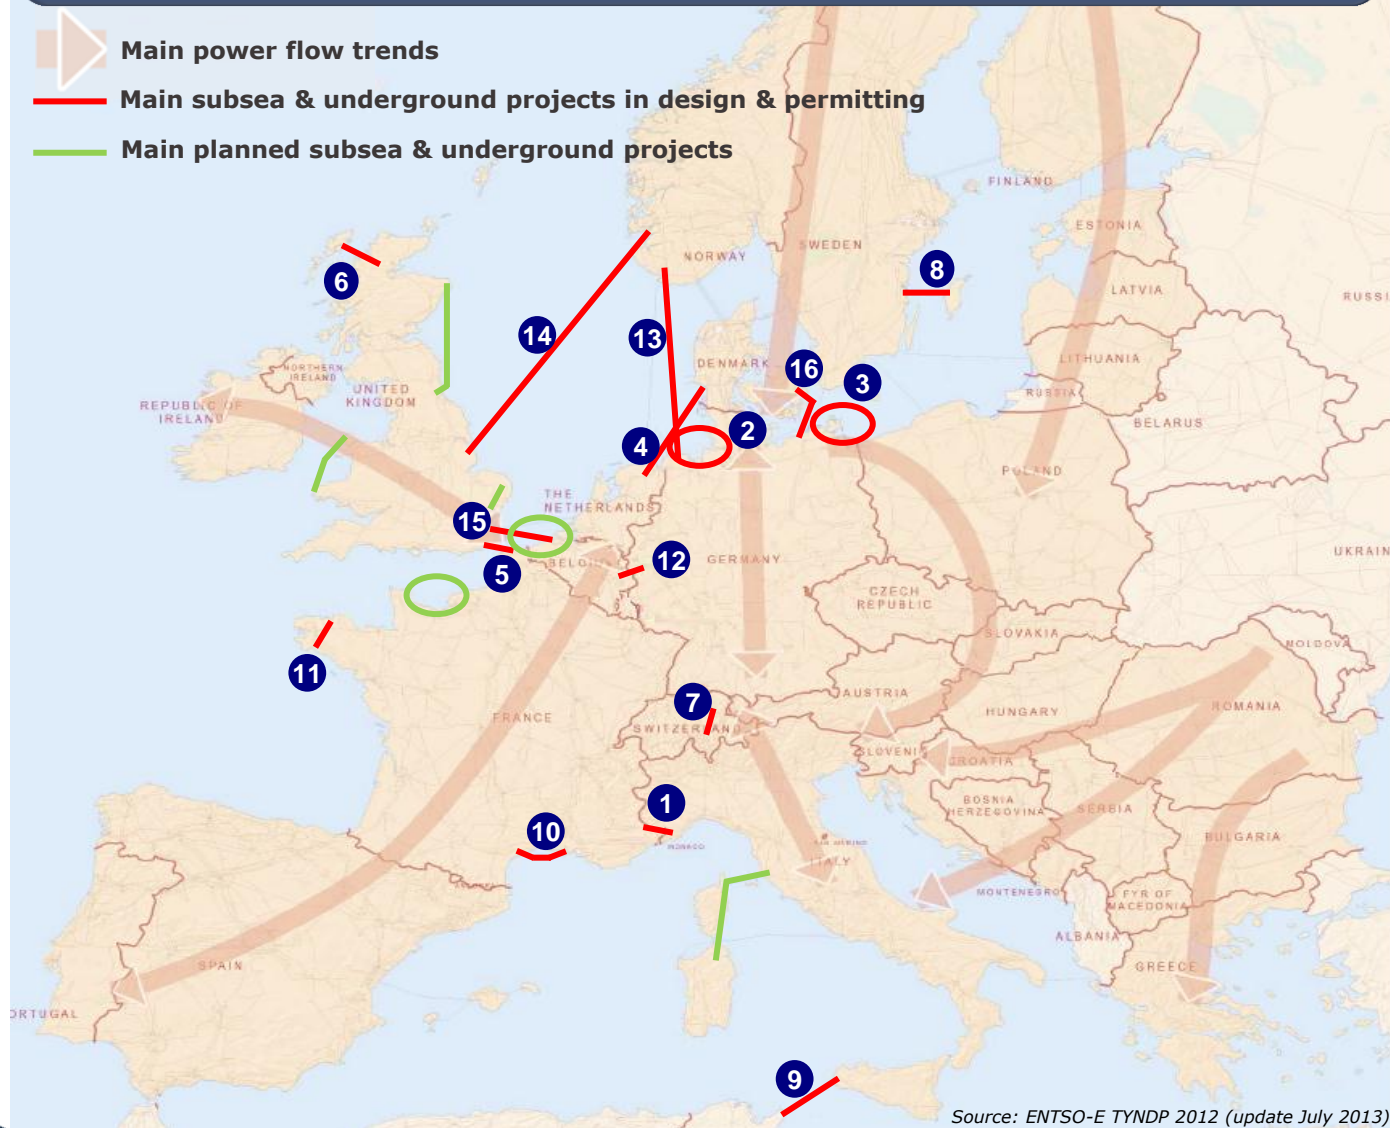 Main power flow trends
Main subsea & underground projects in design & permitting
Main planned subsea & underground projects
FINLAND
ESTONIA
SWEDEN
NORWAY
6
8
LATVIA
RUSSI
14
13
LITHUANIA
DENMARK
16
3
NORTHERN
IRELAND
UNITED
KINGDOM
REPUBLIC OF
IRELAND
RUSSIA
BELARUS
4
2
POLAND
THE
NETHERLANDS
15
UKRAIN
5
BELGIUM
12
GERMANY
CZECH
REPUBLIC
SLOVAKIA
MOLDOVA
11
7
AUSTRIA
FRANCE
HUNGARY
ROMANIA
SWITZERLAND
SLOVENI
CROATIA
1
BOSNIA
HERZEGOVINA
SERBIA
10
MONACO
SAN MARINO
ITALY
BULGARIA
MONTENEGRO
FYR OF
MACEDONIA
ALBANIA
SPAIN
GREECE
ORTUGAL
9
Source: ENTSO-E TYNDP 2012 (update July 2013)